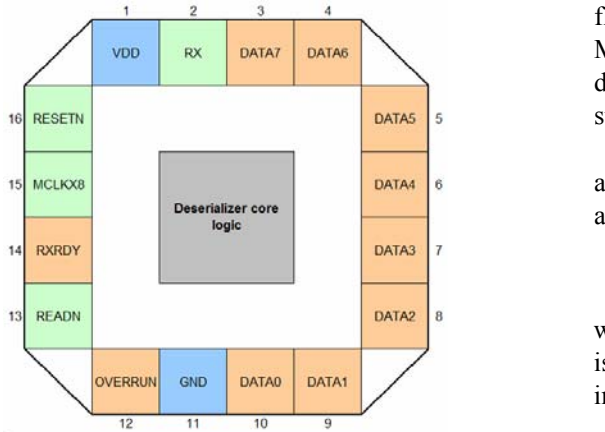 1 2 3 4
VDD RX DATA7 DATA6
16 RESETN DATA5 5
15 MCLKX8 DATA4 6
Deserializer core
logic
14 RXRDY DATA3 7
13 READN DATA2 8
OVERRUN GND DATA0 DATA1
12 11 10 9